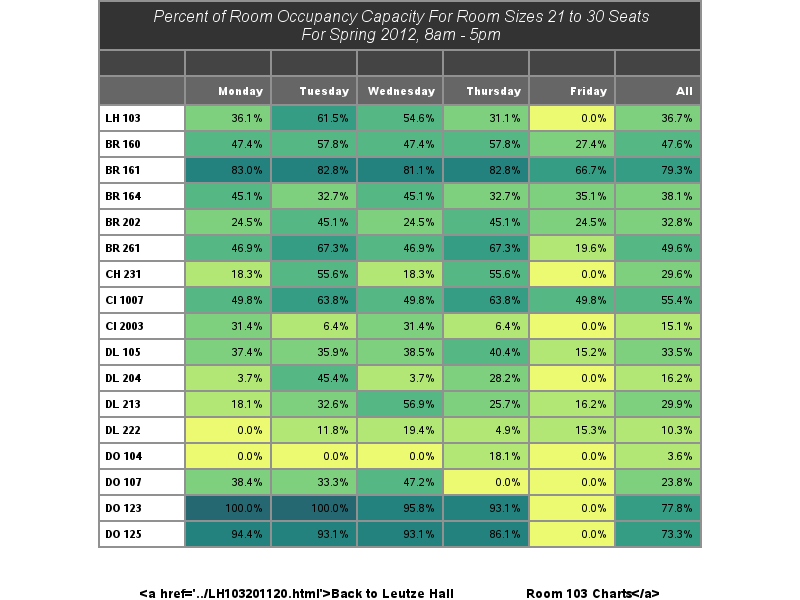 Percent of Room Occupancy Capacity For Room Sizes 21 to 30 Seats
For Spring 2012, 8am - 5pm
Monday Tuesday Wednesday Thursday Friday All
LH 103 36.1% 61.5% 54.6% 31.1% 0.0% 36.7%
BR 160 47.4% 57.8% 47.4% 57.8% 27.4% 47.6%
BR 161 83.0% 82.8% 81.1% 82.8% 66.7% 79.3%
BR 164 45.1% 32.7% 45.1% 32.7% 35.1% 38.1%
BR 202 24.5% 45.1% 24.5% 45.1% 24.5% 32.8%
BR 261 46.9% 67.3% 46.9% 67.3% 19.6% 49.6%
CH 231 18.3% 55.6% 18.3% 55.6% 0.0% 29.6%
CI 1007 49.8% 63.8% 49.8% 63.8% 49.8% 55.4%
CI 2003 31.4% 6.4% 31.4% 6.4% 0.0% 15.1%
DL 105 37.4% 35.9% 38.5% 40.4% 15.2% 33.5%
DL 204 3.7% 45.4% 3.7% 28.2% 0.0% 16.2%
DL 213 18.1% 32.6% 56.9% 25.7% 16.2% 29.9%
DL 222 0.0% 11.8% 19.4% 4.9% 15.3% 10.3%
DO 104 0.0% 0.0% 0.0% 18.1% 0.0% 3.6%
DO 107 38.4% 33.3% 47.2% 0.0% 0.0% 23.8%
DO 123 100.0% 100.0% 95.8% 93.1% 0.0% 77.8%
DO 125 94.4% 93.1% 93.1% 86.1% 0.0% 73.3%
<a href='../LH103201120.html'>Back to Leutze Hall Room 103 Charts</a>